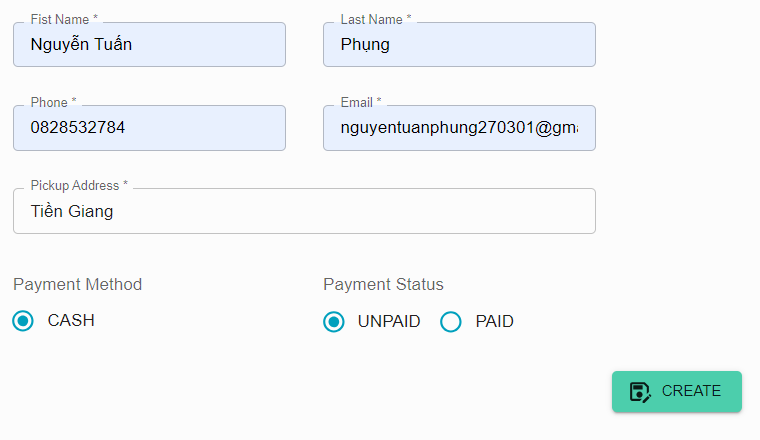 Fist Name * Last Name *
Nguyễn Tuấn Phụng
Phone * Email *
0828532784 nguyentuanphung270301@gma
Pickup Address *
Tiền Giang
Payment Method Payment Status
CASH UNPAID PAID
CREATE